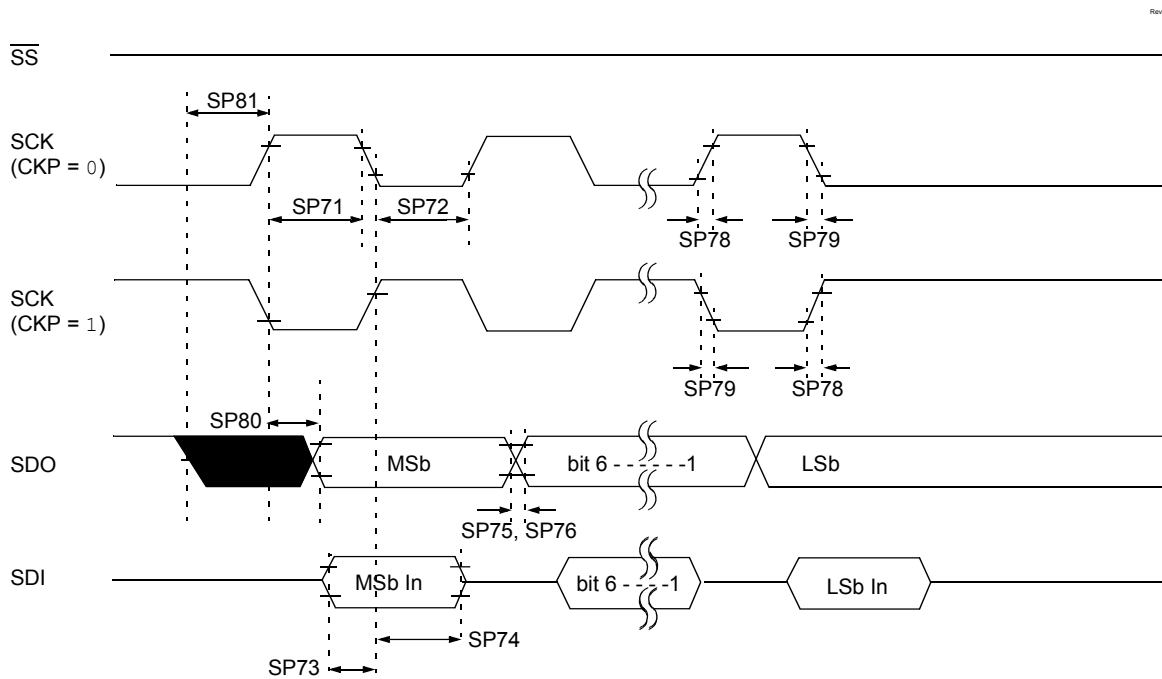 Rev
SS
SP81
SCK
(CKP = 0)
SP71
SP72
SP78
SP79
SCK
(CKP = 1)
SP79
SP78
SP80
SDO
MSb
bit 6 - - - - - -1
LSb
SP75, SP76
SDI
MSb In
bit 6 - - - - -1
LSb In
SP74
SP73